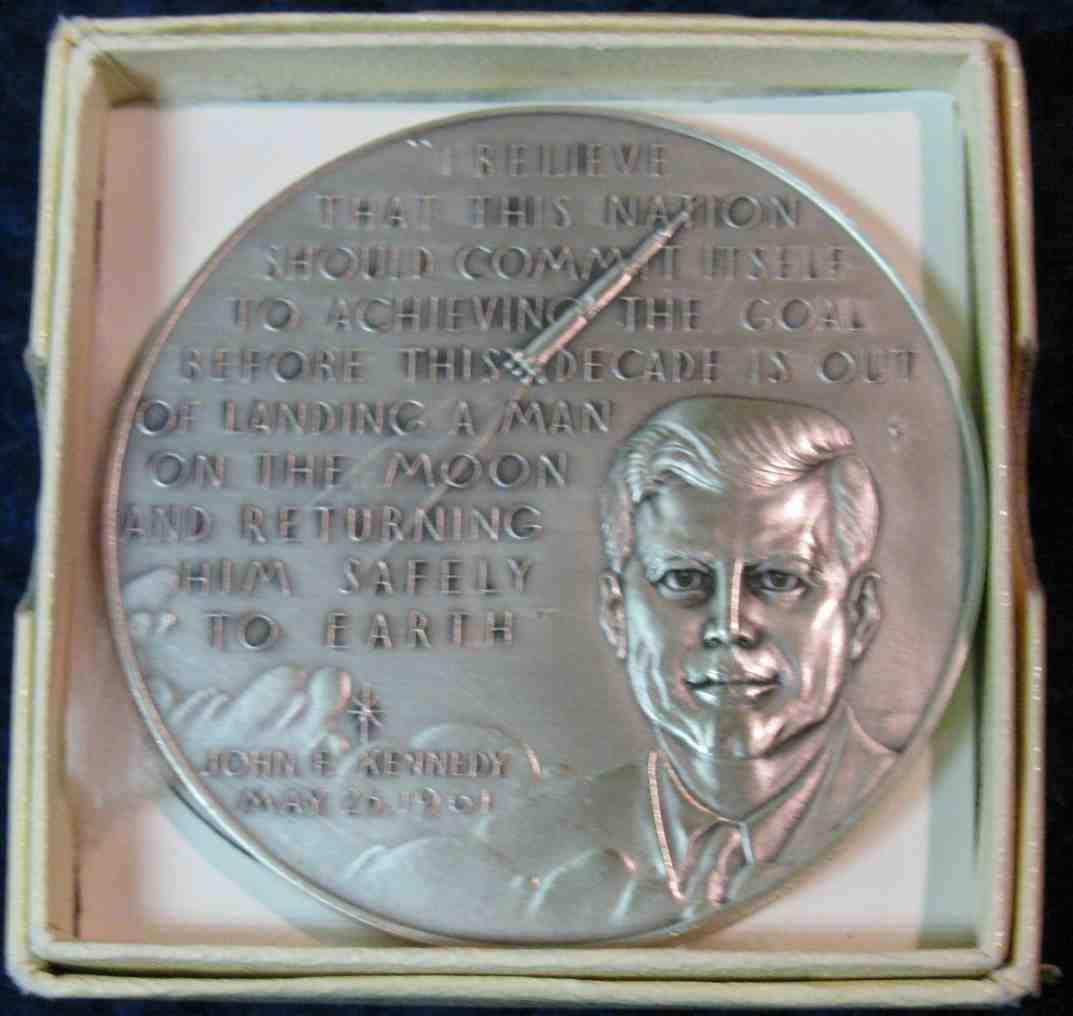 "I BELIEVE
THAT THIS NATION
SHOULD COMMIT ITSELF
TO ACHIEVING THE GOAL
BEFORE THIS DECADE IS OUT
OF LANDING A MAN
ON THE MOON
AND RETURNING
HIM SAFELY
TO EARTH"
JOHN F. KENNEDY
MAY 25, 1961